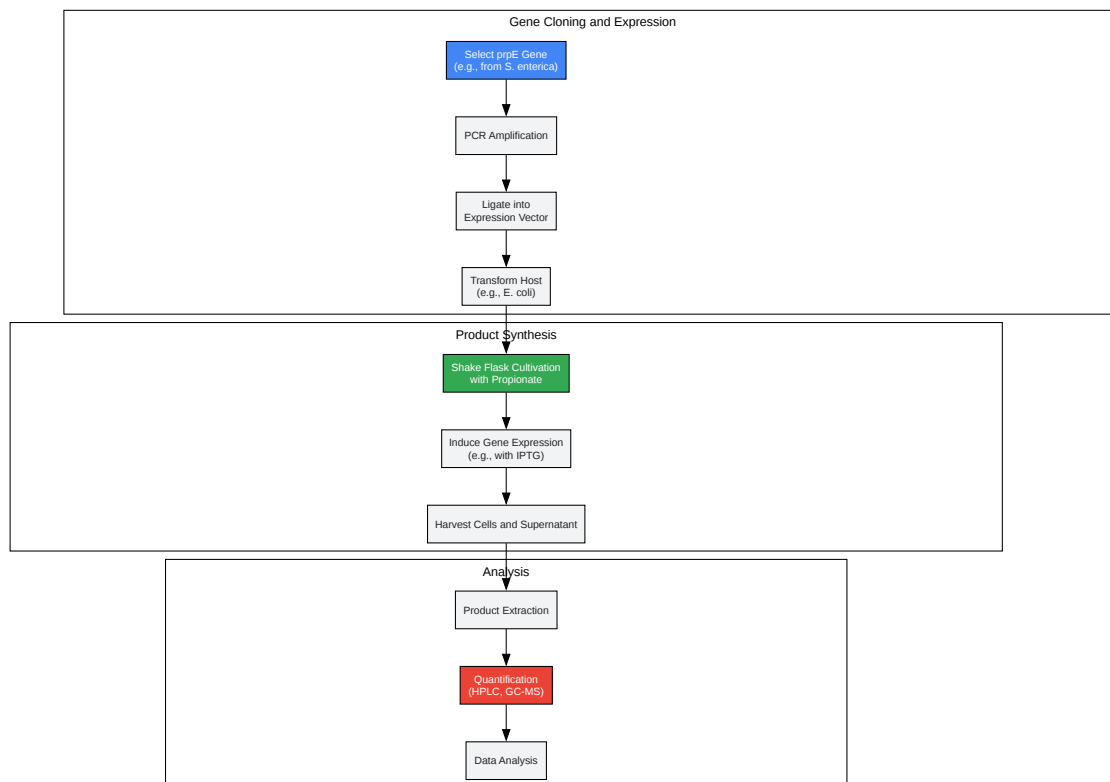 Gene Cloning and Expression
Select prpE Gene
(e.g., from S. enterica)
PCR Amplification
Ligate into
Expression Vector
Transform Host
(e.g., E. coli)
Product Synthesis
Shake Flask Cultivation
with Propionate
Induce Gene Expression
(e.g., with IPTG)
Harvest Cells and Supernatant
Analysis
Product Extraction
Quantification
(HPLC, GC-MS)
Data Analysis